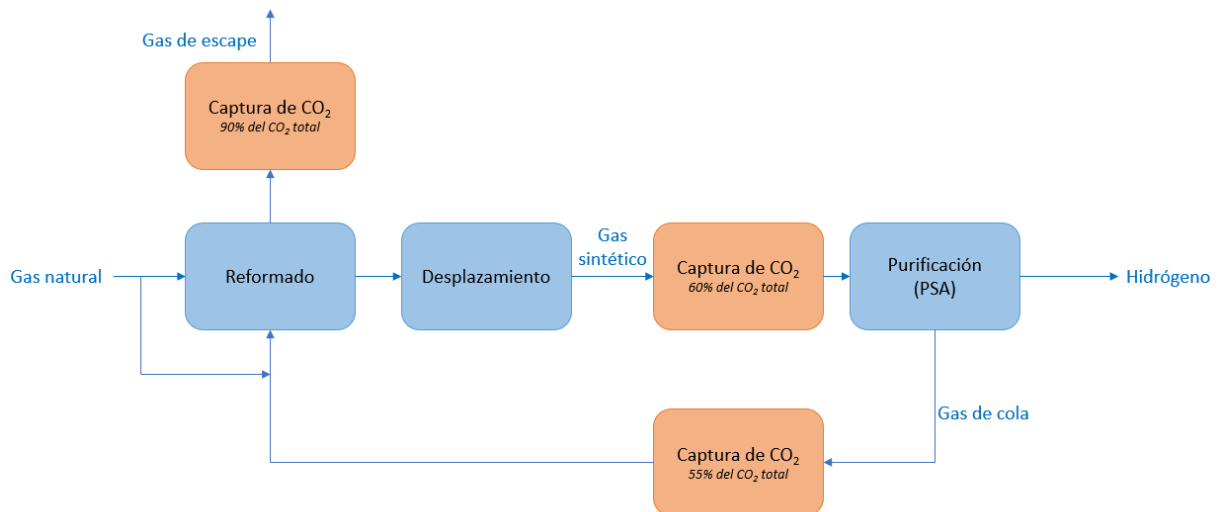 Gas de escape
Captura de CO₂
90% del CO₂ total
Gas natural
Reformado
Desplazamiento
Gas
sintético
Captura de CO₂
60% del CO₂ total
Purificación
(PSA)
Hidrógeno
Gas de cola
Captura de CO₂
55% del CO₂ total